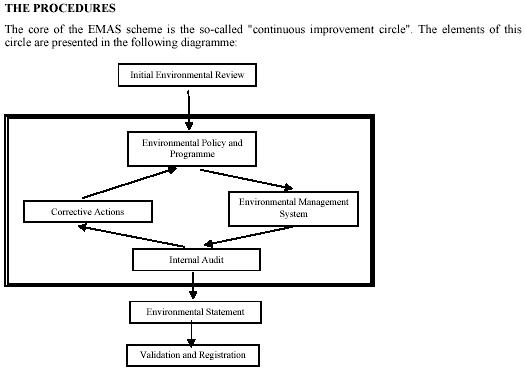 THE PROCEDURES
The core of the EMAS scheme is the so-called "continuous improvement circle". The elements of this
circle are presented in the following diagramme:
Initial Environmental Review
Environmental Policy and
Programme
Environmental Management
System
Corrective Actions
Internal Audit
Environmental Statement
Validation and Registration